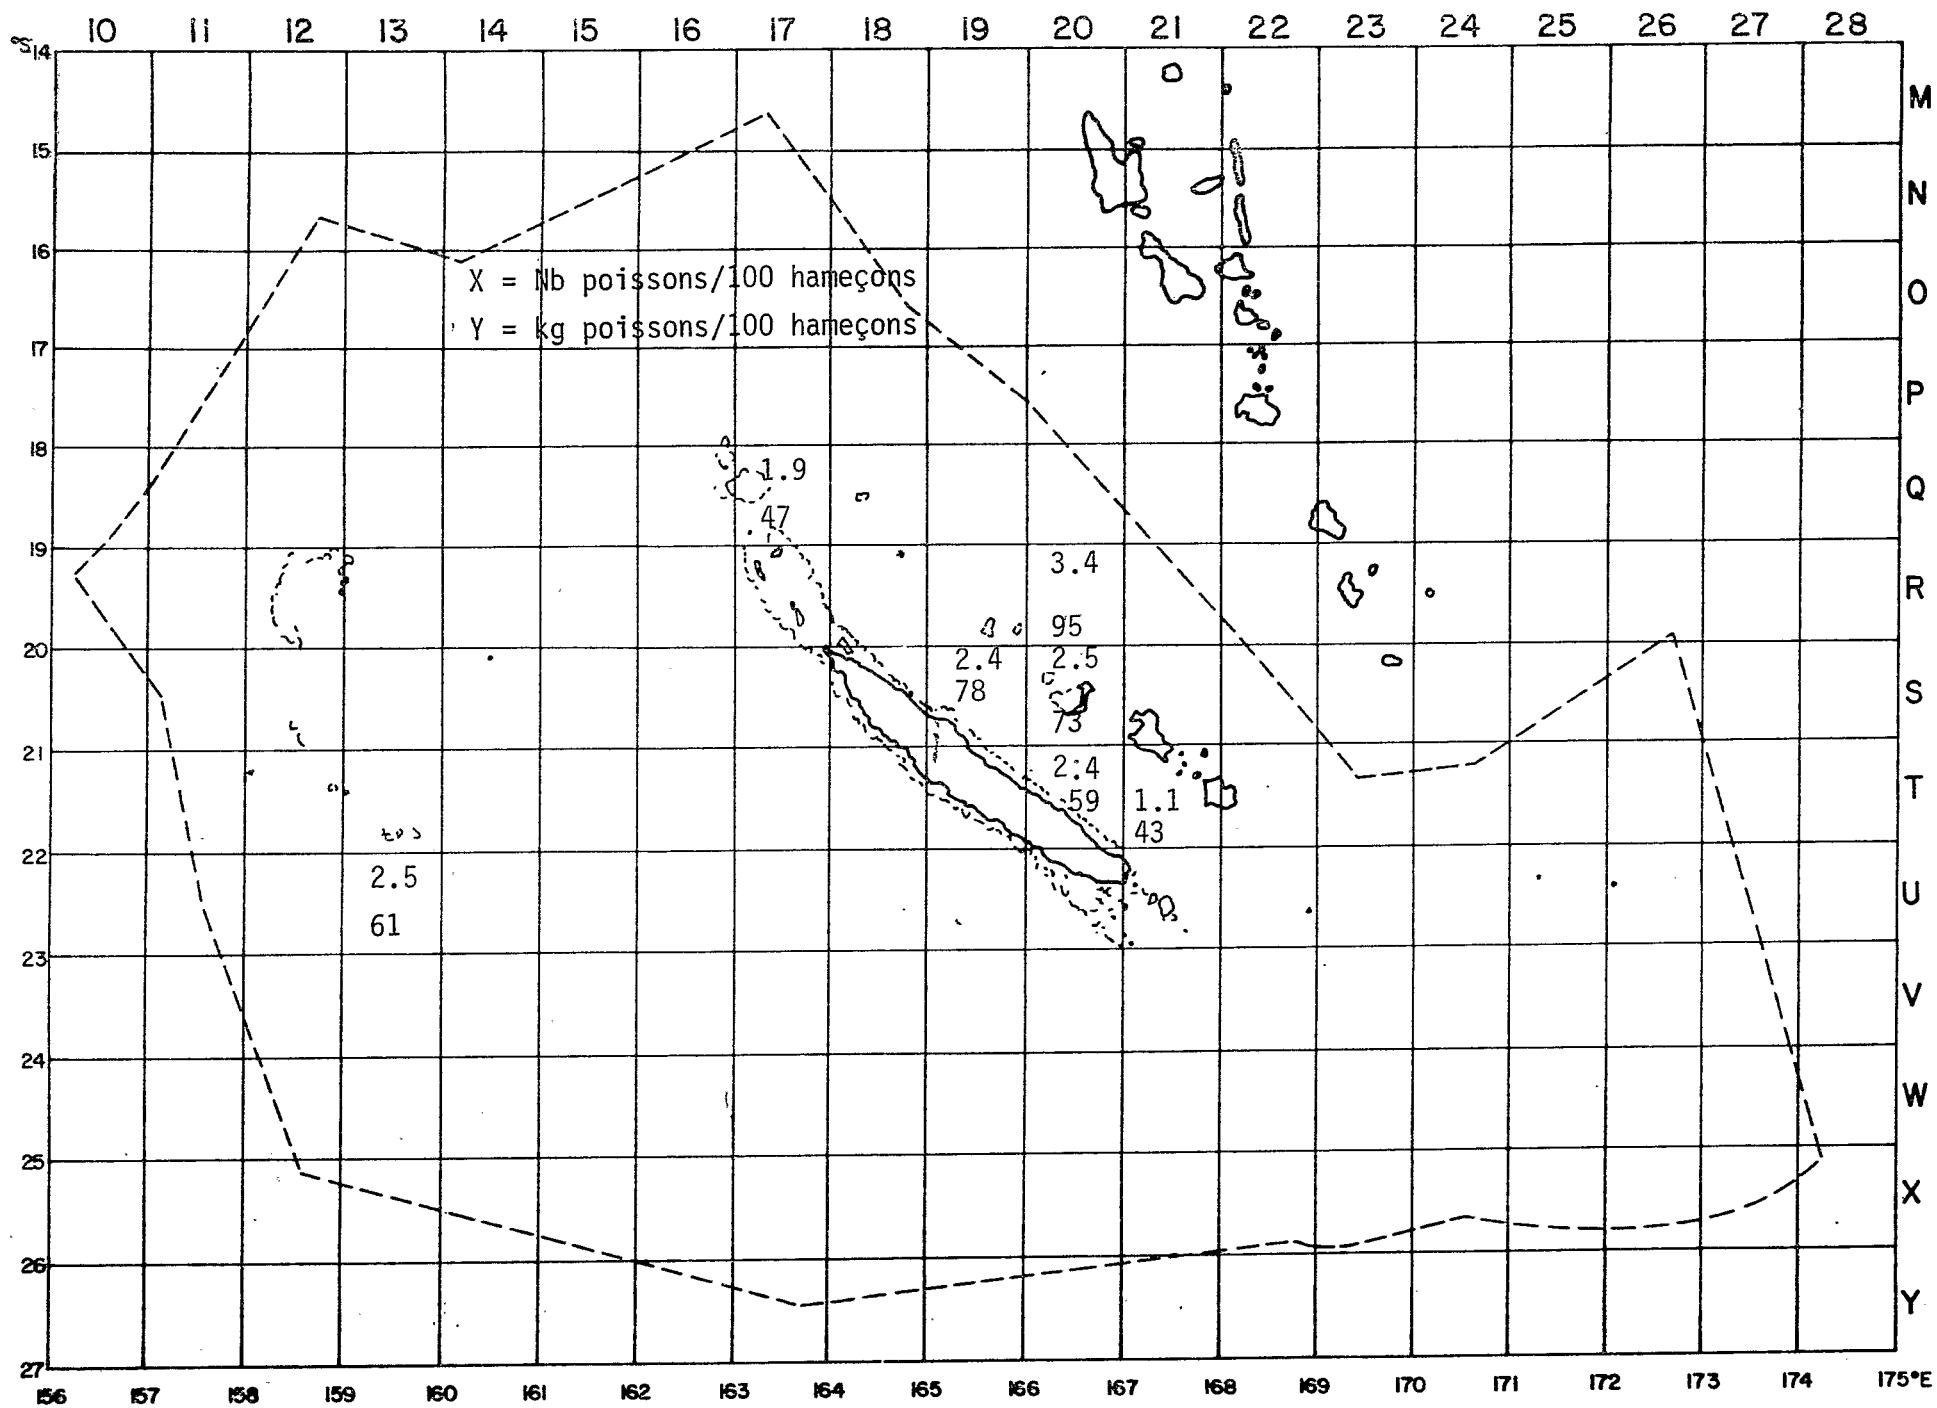 10 11 12 13 14 15 16 17 18 19 20 21 22 23 24 25 26 27 28
°S 14
M
15
N
16
X = Nb poissons/100 hameçons
O
Y = kg poissons/100 hameçons
17
P
18
1.9
Q
47
19
3.4
R
95
20
2.4 2.5
78
S
73
21
2.4
T
59 1.1
43
22
2.5
U
61
23
V
24
W
25
X
26
Y
27
156 157 158 159 160 161 162 163 164 165 166 167 168 169 170 171 172 173 174 175°E